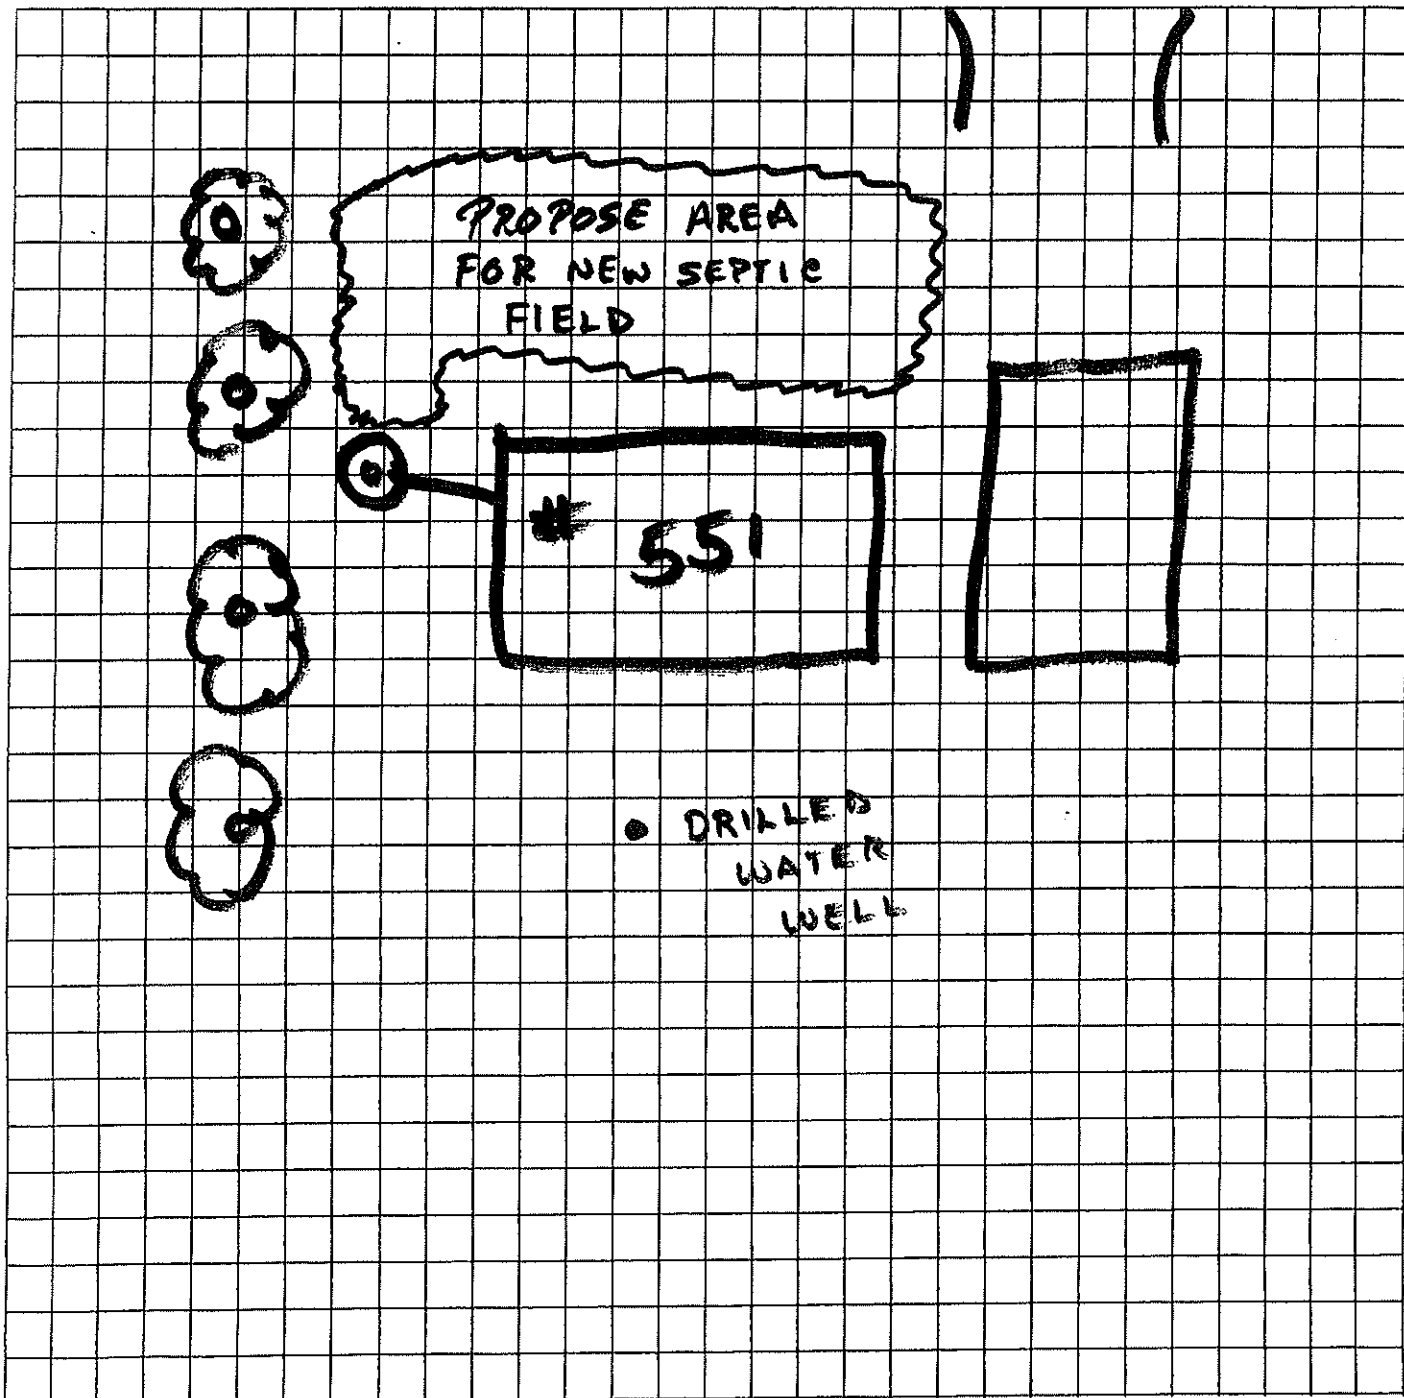 PROPOSE AREA
FOR NEW SEPTIC
FIELD
# 551
DRILLED
WATER
WELL